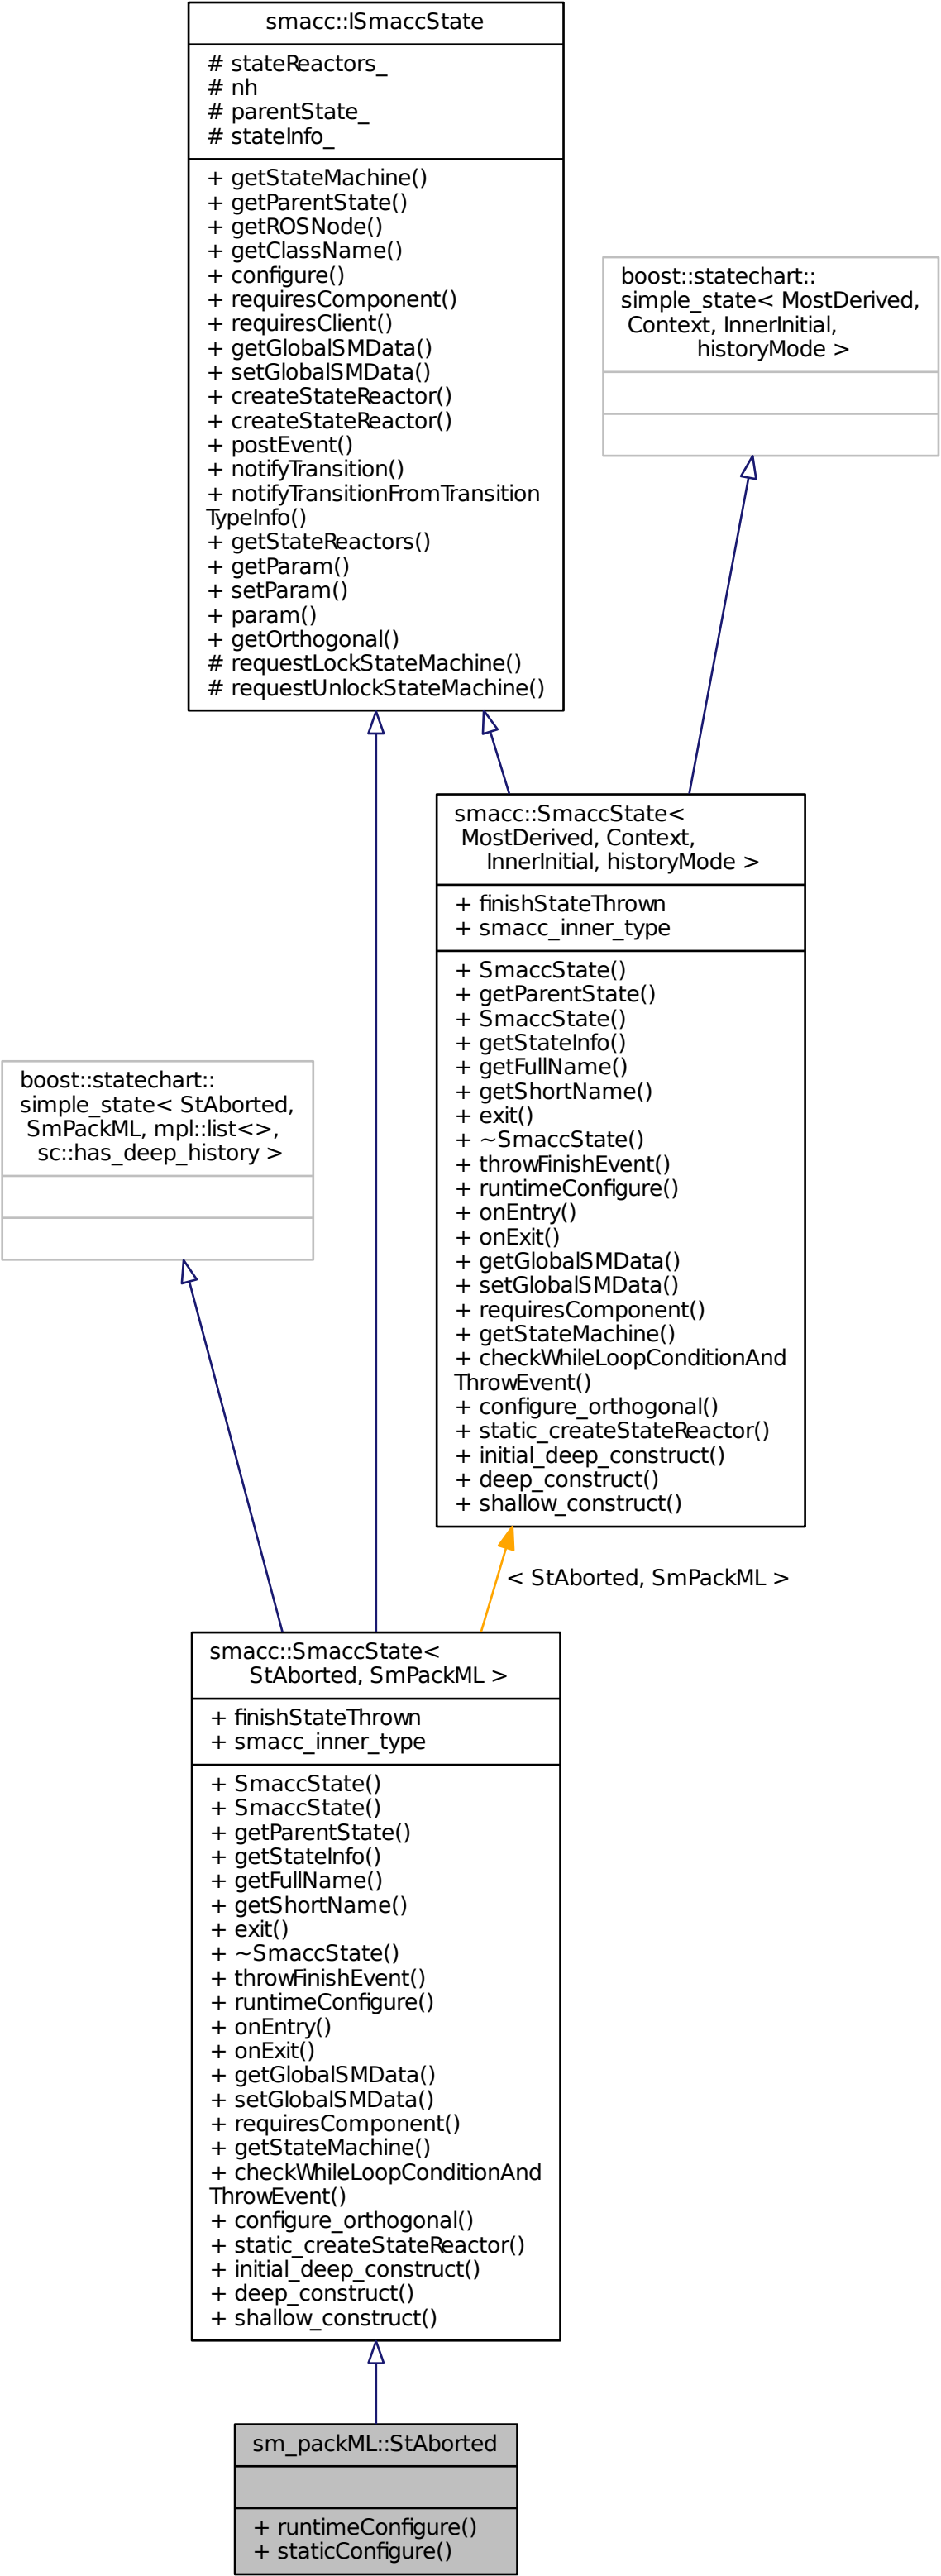 smacc::ISmaccState
# stateReactors_
# nh
# parentState_
# stateInfo_
+ getStateMachine()
+ getParentState()
+ getROSNode()
+ getClassName()
+ configure()
+ requiresComponent()
+ requiresClient()
+ getGlobalSMData()
+ setGlobalSMData()
+ createStateReactor()
+ createStateReactor()
+ postEvent()
+ notifyTransition()
+ notifyTransitionFromTransition
TypeInfo()
+ getStateReactors()
+ getParam()
+ setParam()
+ param()
+ getOrthogonal()
# requestLockStateMachine()
# requestUnlockStateMachine()
boost::statechart::
simple_state< MostDerived,
Context, InnerInitial,
historyMode >
smacc::SmaccState<
MostDerived, Context,
InnerInitial, historyMode >
+ finishStateThrown
+ smacc_inner_type
+ SmaccState()
+ getParentState()
+ SmaccState()
+ getStateInfo()
+ getFullName()
+ getShortName()
+ exit()
+ ~SmaccState()
+ throwFinishEvent()
+ runtimeConfigure()
+ onEntry()
+ onExit()
+ getGlobalSMData()
+ setGlobalSMData()
+ requiresComponent()
+ getStateMachine()
+ checkWhileLoopConditionAnd
ThrowEvent()
+ configure_orthogonal()
+ static_createStateReactor()
+ initial_deep_construct()
+ deep_construct()
+ shallow_construct()
boost::statechart::
simple_state< StAborted,
SmPackML, mpl::list<>,
sc::has_deep_history >
< StAborted, SmPackML >
smacc::SmaccState<
StAborted, SmPackML >
+ finishStateThrown
+ smacc_inner_type
+ SmaccState()
+ SmaccState()
+ getParentState()
+ getStateInfo()
+ getFullName()
+ getShortName()
+ exit()
+ ~SmaccState()
+ throwFinishEvent()
+ runtimeConfigure()
+ onEntry()
+ onExit()
+ getGlobalSMData()
+ setGlobalSMData()
+ requiresComponent()
+ getStateMachine()
+ checkWhileLoopConditionAnd
ThrowEvent()
+ configure_orthogonal()
+ static_createStateReactor()
+ initial_deep_construct()
+ deep_construct()
+ shallow_construct()
sm_packML::StAborted
+ runtimeConfigure()
+ staticConfigure()